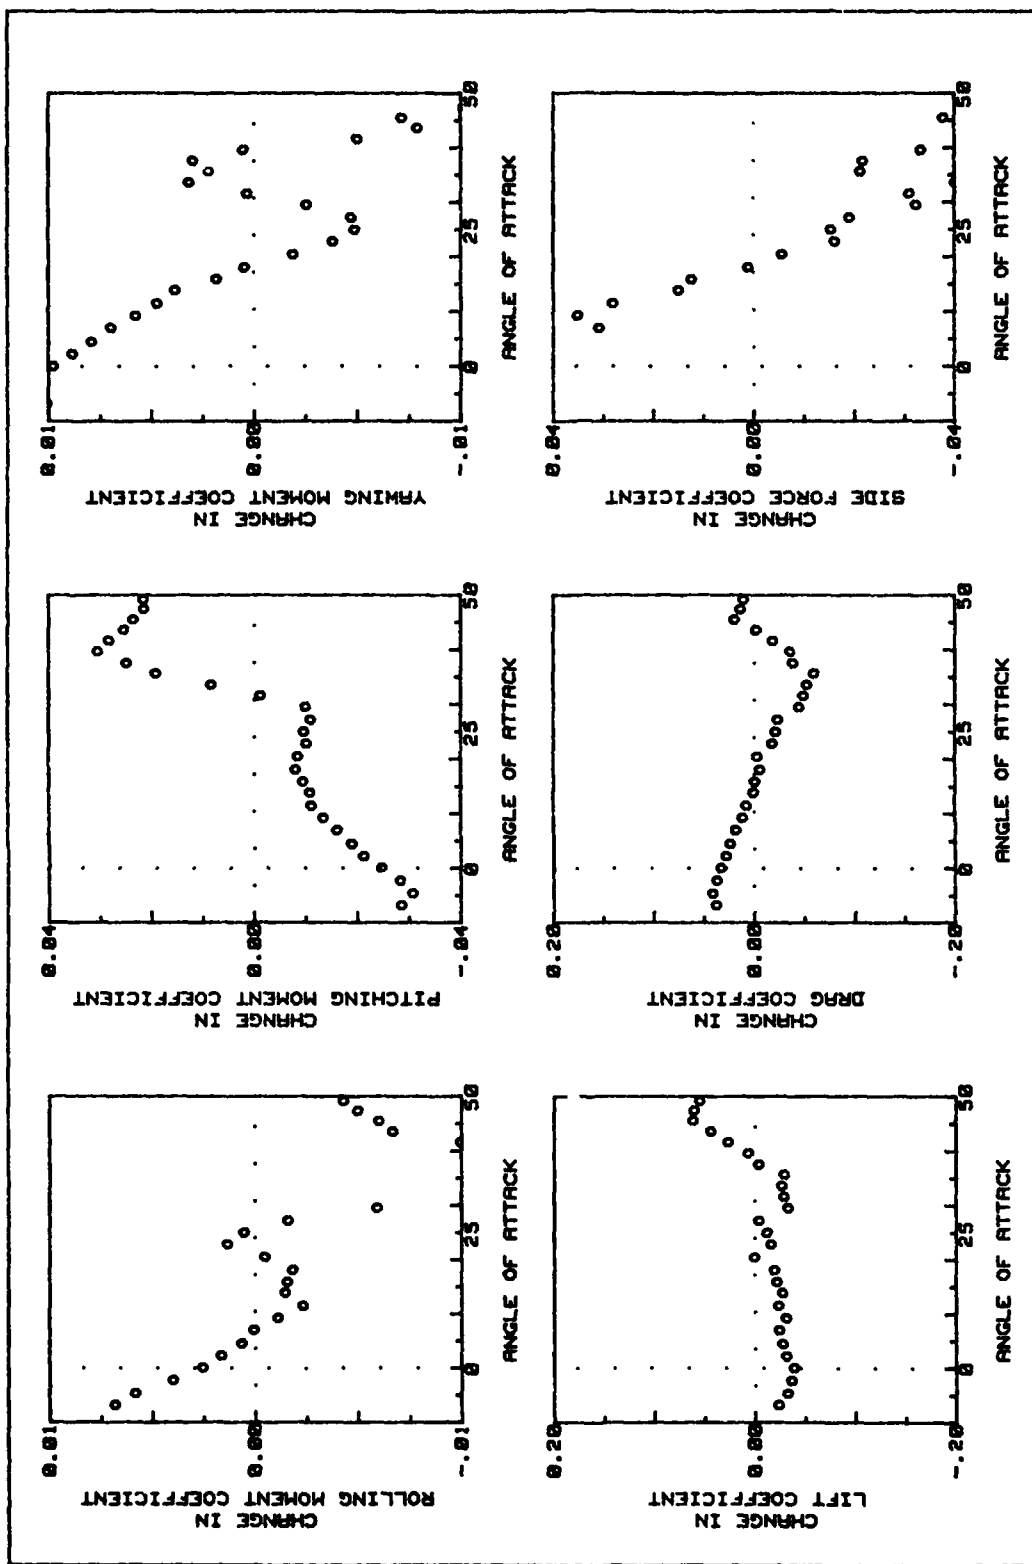 CHANGE IN
ROLLING MOMENT COEFFICIENT
0.01
0.00
-.01
0
25
50
ANGLE OF ATTACK
CHANGE IN
PITCHING MOMENT COEFFICIENT
0.04
0.00
-.04
0
25
50
ANGLE OF ATTACK
CHANGE IN
YAWING MOMENT COEFFICIENT
0.01
0.00
-.01
0
25
50
ANGLE OF ATTACK
CHANGE IN
LIFT COEFFICIENT
0.20
0.00
-.20
0
25
50
ANGLE OF ATTACK
CHANGE IN
DRAG COEFFICIENT
0.20
0.00
-.20
0
25
50
ANGLE OF ATTACK
CHANGE IN
SIDE FORCE COEFFICIENT
0.04
0.00
-.04
0
25
50
ANGLE OF ATTACK